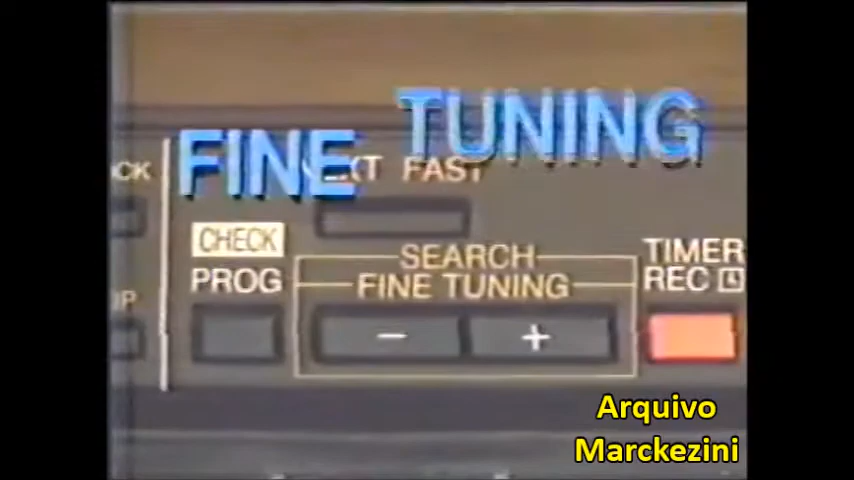 FINE TUNING
FAST
CHECK
PROG
SEARCH
FINE TUNING
TIMER
REC
- +
Arquivo
Marckezini